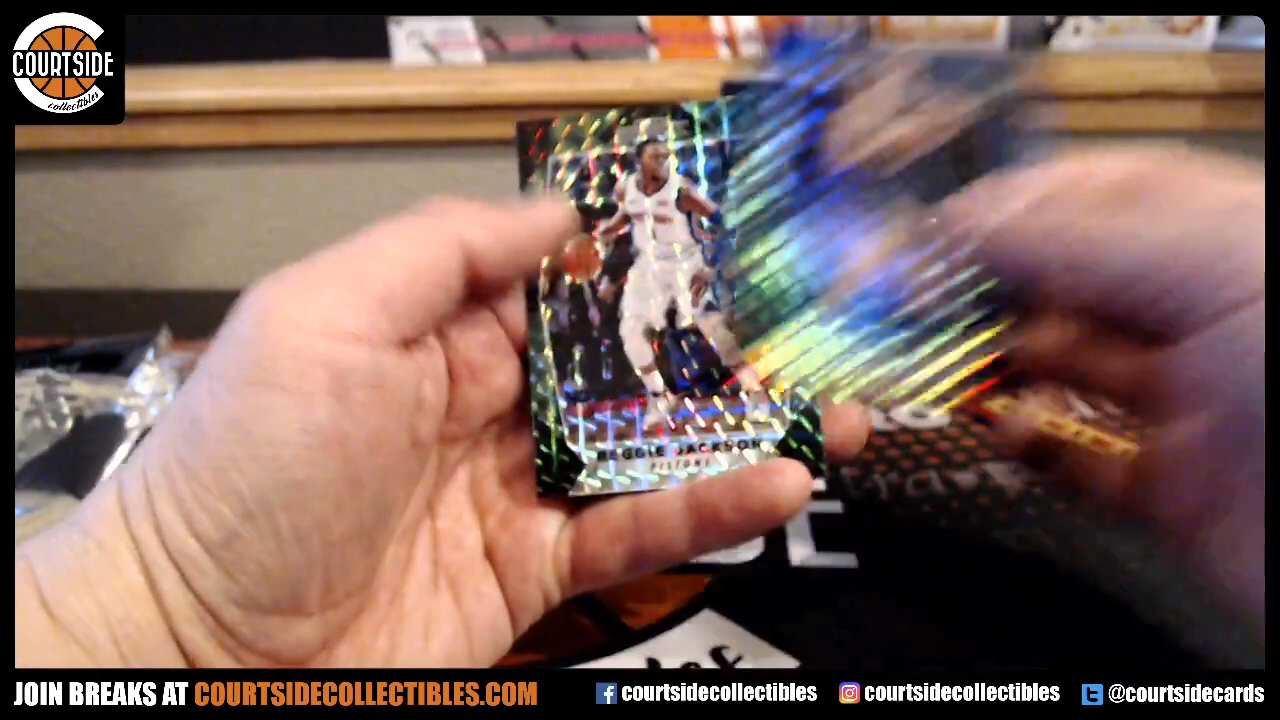 COURTSIDE
collectibles
REGGIE JACKSON
PISTONS
JOIN BREAKS AT COURTSIDECOLLECTIBLES.COM
courtsidecollectibles
courtsidecollectibles
@courtsidecards